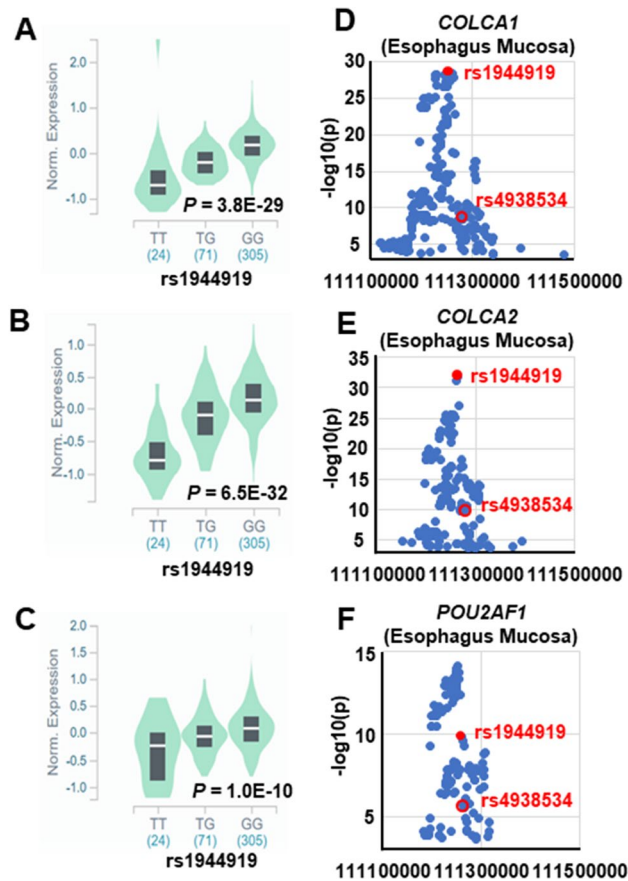 A
Norm. Expression
2.0
1.0
0.0
-1.0
P = 3.8E-29
TT TG GG
(24) (71) (305)
rs1944919
D
COLCA1
(Esophagus Mucosa)
-log10(p)
30
25
20
15
10
5
rs1944919
rs4938534
111100000 111300000 111500000
B
Norm. Expression
1.0
0.5
0.0
-0.5
-1.0
P = 6.5E-32
TT TG GG
(24) (71) (305)
rs1944919
E
COLCA2
(Esophagus Mucosa)
-log10(p)
35
30
25
20
15
10
5
rs1944919
rs4938534
111100000 111300000 111500000
C
Norm. Expression
2.0
1.5
1.0
0.5
0.0
-0.5
-1.0
P = 1.0E-10
TT TG GG
(24) (71) (305)
rs1944919
F
POU2AF1
(Esophagus Mucosa)
-log10(p)
15
10
5
rs1944919
rs4938534
111100000 111300000 111500000